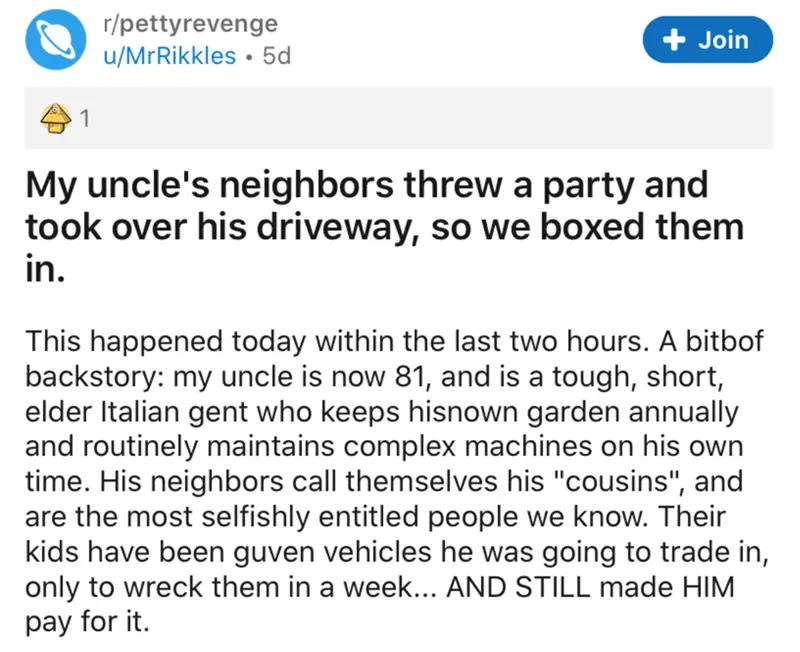 r/pettyrevenge
u/MrRikkles • 5d
+ Join
1
My uncle's neighbors threw a party and
took over his driveway, so we boxed them
in.
This happened today within the last two hours. A bitbof
backstory: my uncle is now 81, and is a tough, short,
elder Italian gent who keeps hisnown garden annually
and routinely maintains complex machines on his own
time. His neighbors call themselves his "cousins", and
are the most selfishly entitled people we know. Their
kids have been guven vehicles he was going to trade in,
only to wreck them in a week... AND STILL made HIM
pay for it.